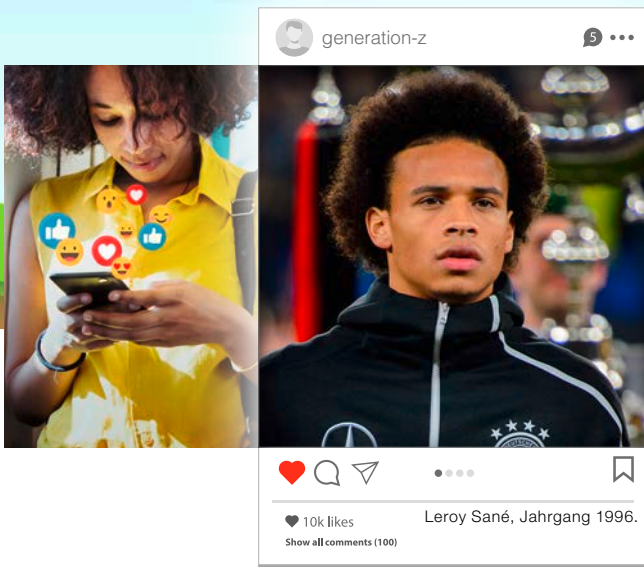 generation-z
5
10k likes
Leroy Sané, Jahrgang 1996.
Show all comments (100)